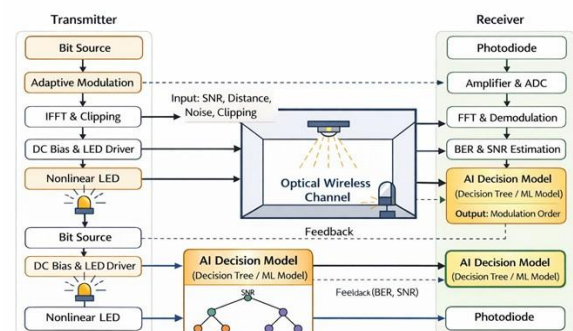 Transmitter
Receiver
Bit Source
Photodiode
Adaptive Modulation
Amplifier & ADC
Input: SNR, Distance,
Noise, Clipping
IFFT & Clipping
FFT & Demodulation
DC Bias & LED Driver
BER & SNR Estimation
Nonlinear LED
Optical Wireless
Channel
AI Decision Model
(Decision Tree / ML Model)
Output: Modulation Order
Feedback
Bit Source
DC Bias & LED Driver
AI Decision Model
(Decision Tree / ML Model)
AI Decision Model
(Decision Tree / ML Model)
Feeldack (BER, SNR)
SNR
Nonlinear LED
Photodiode